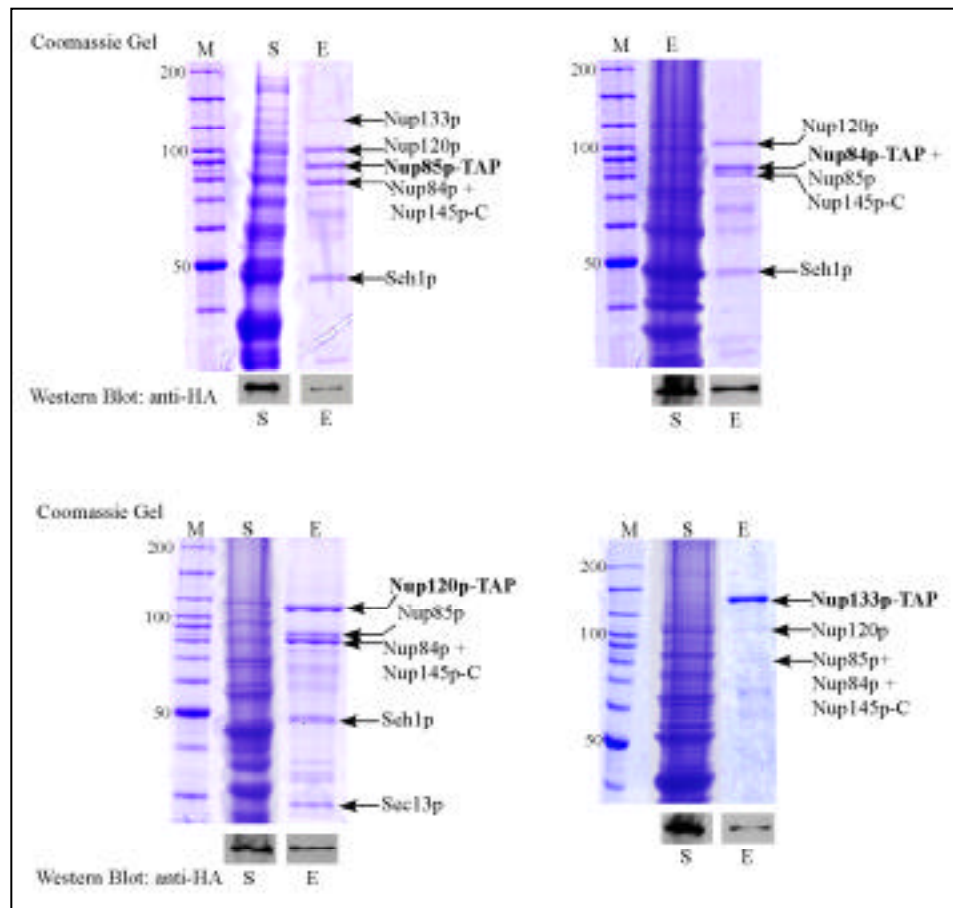 Coomassie Gel
M S E
200
100
50
Nup133p
Nup120p
Nup85p-TAP
Nup84p +
Nup145p-C
Seh1p
Western Blot: anti-HA
S E
M E
200
100
50
Nup120p
Nup84p-TAP +
Nup85p
Nup145p-C
Seh1p
S E
Coomassie Gel
M S E
200
100
50
Nup120p-TAP
Nup85p
Nup84p +
Nup145p-C
Seh1p
Sec13p
Western Blot: anti-HA S E
M S E
200
100
50
Nup133p-TAP
Nup120p
Nup85p+
Nup84p +
Nup145p-C
S E